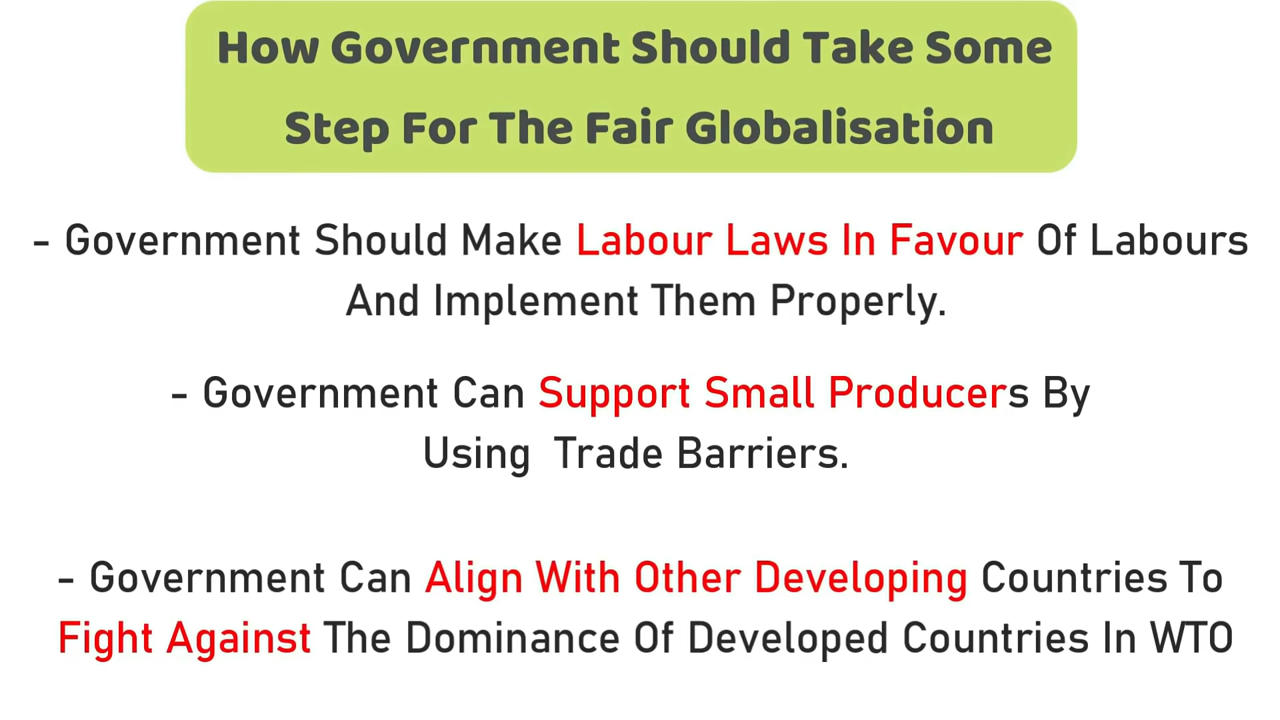 How Government Should Take Some
Step For The Fair Globalisation
- Government Should Make Labour Laws In Favour Of Labours
And Implement Them Properly.
- Government Can Support Small Producers By
Using  Trade Barriers.
- Government Can Align With Other Developing Countries To
Fight Against The Dominance Of Developed Countries In WTO